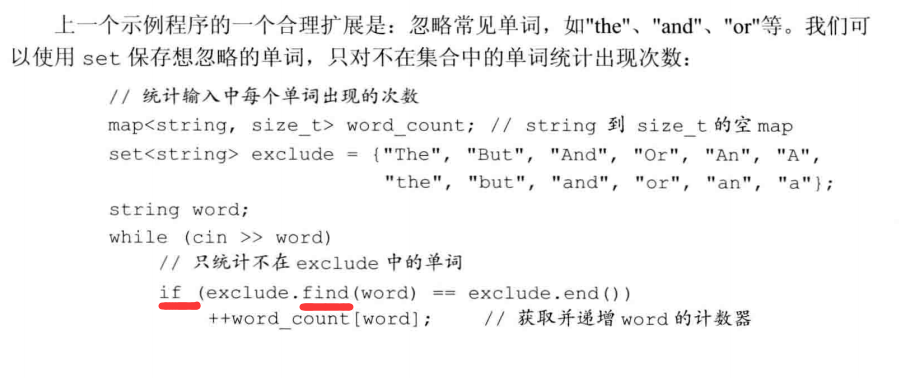 上一个示例程序的一个合理扩展是：忽略常见单词，如"the"、"and"、"or"等。我们可
以使用 set 保存想忽略的单词，只对不在集合中的单词统计出现次数：
// 统计输入中每个单词出现的次数
map<string, size_t> word_count; // string 到 size_t 的空 map
set<string> exclude = {"The", "But", "And", "Or", "An", "A",
"the", "but", "and", "or", "an", "a"};
string word;
while (cin >> word)
// 只统计不在 exclude 中的单词
if (exclude.find(word) == exclude.end())
++word_count[word]; // 获取并递增 word 的计数器